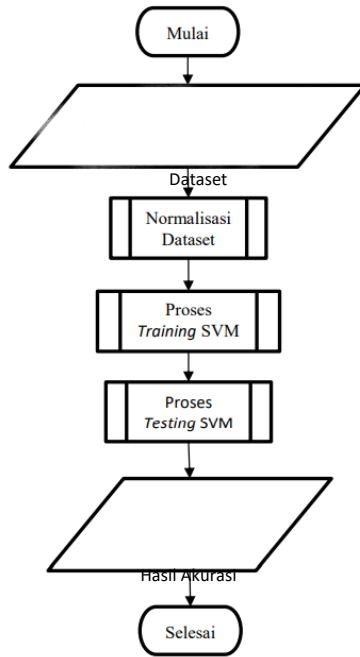 Mulai
Dataset
Normalisasi
Dataset
Proses
Training SVM
Proses
Testing SVM
Hasil Akurasi
Selesai